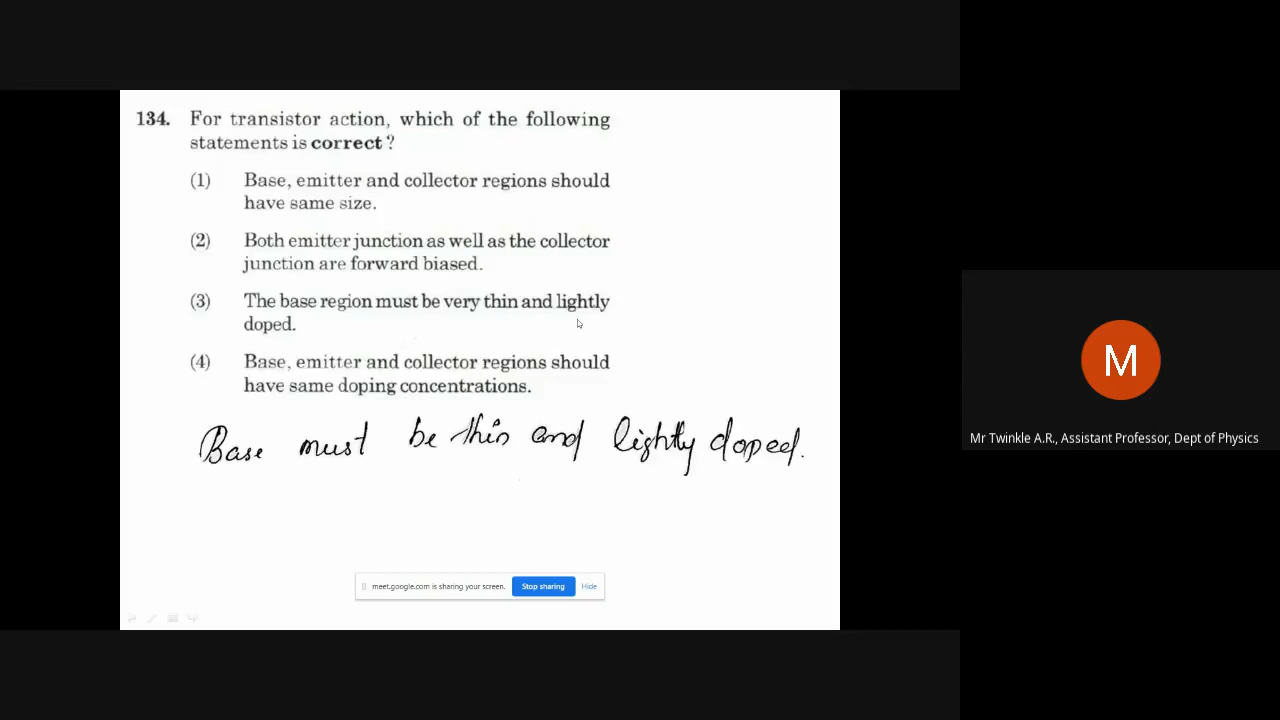 134. For transistor action, which of the following
statements is correct ?
(1) Base, emitter and collector regions should
have same size.
(2) Both emitter junction as well as the collector
junction are forward biased.
(3) The base region must be very thin and lightly
doped.
(4) Base, emitter and collector regions should
have same doping concentrations.
Base must be thin and lightly doped.
meet.google.com is sharing your screen. Stop sharing Hide
M
Mr Twinkle A.R., Assistant Professor, Dept of Physics